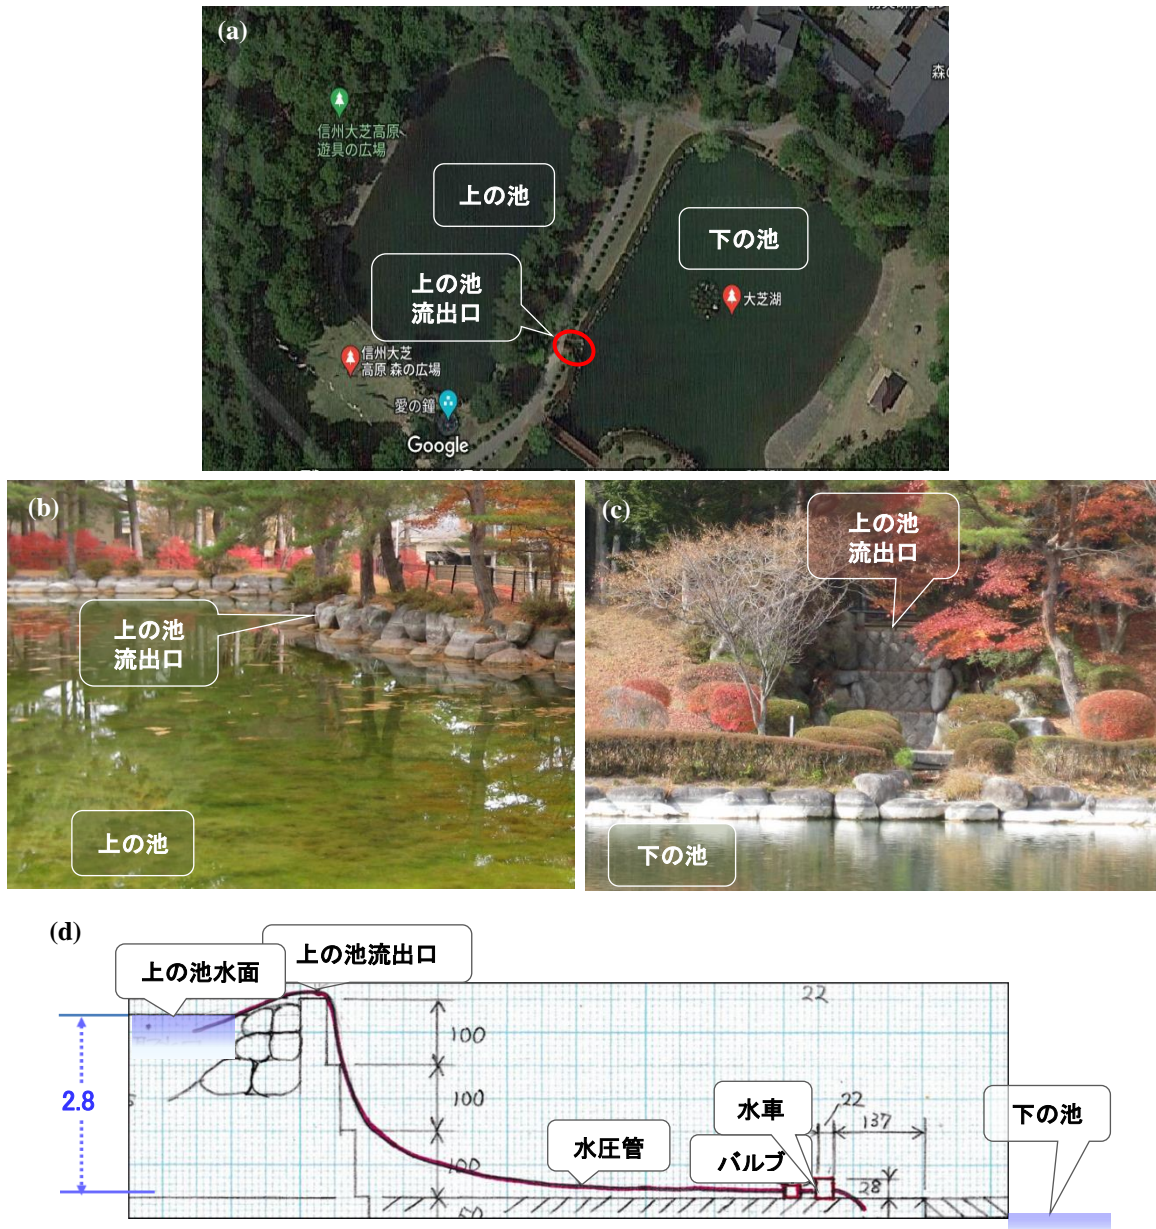 (a)
信州大芝高原
遊具の広場
上の池
下の池
上の池
流出口
大芝湖
信州大芝
高原 森の広場
愛の鐘
Google
(b)
上の池
流出口
上の池
(c)
上の池
流出口
下の池
(d)
上の池流出口
上の池水面
22
100
2.8
100
水車
22
137
下の池
水圧管
バルブ
100
28
50